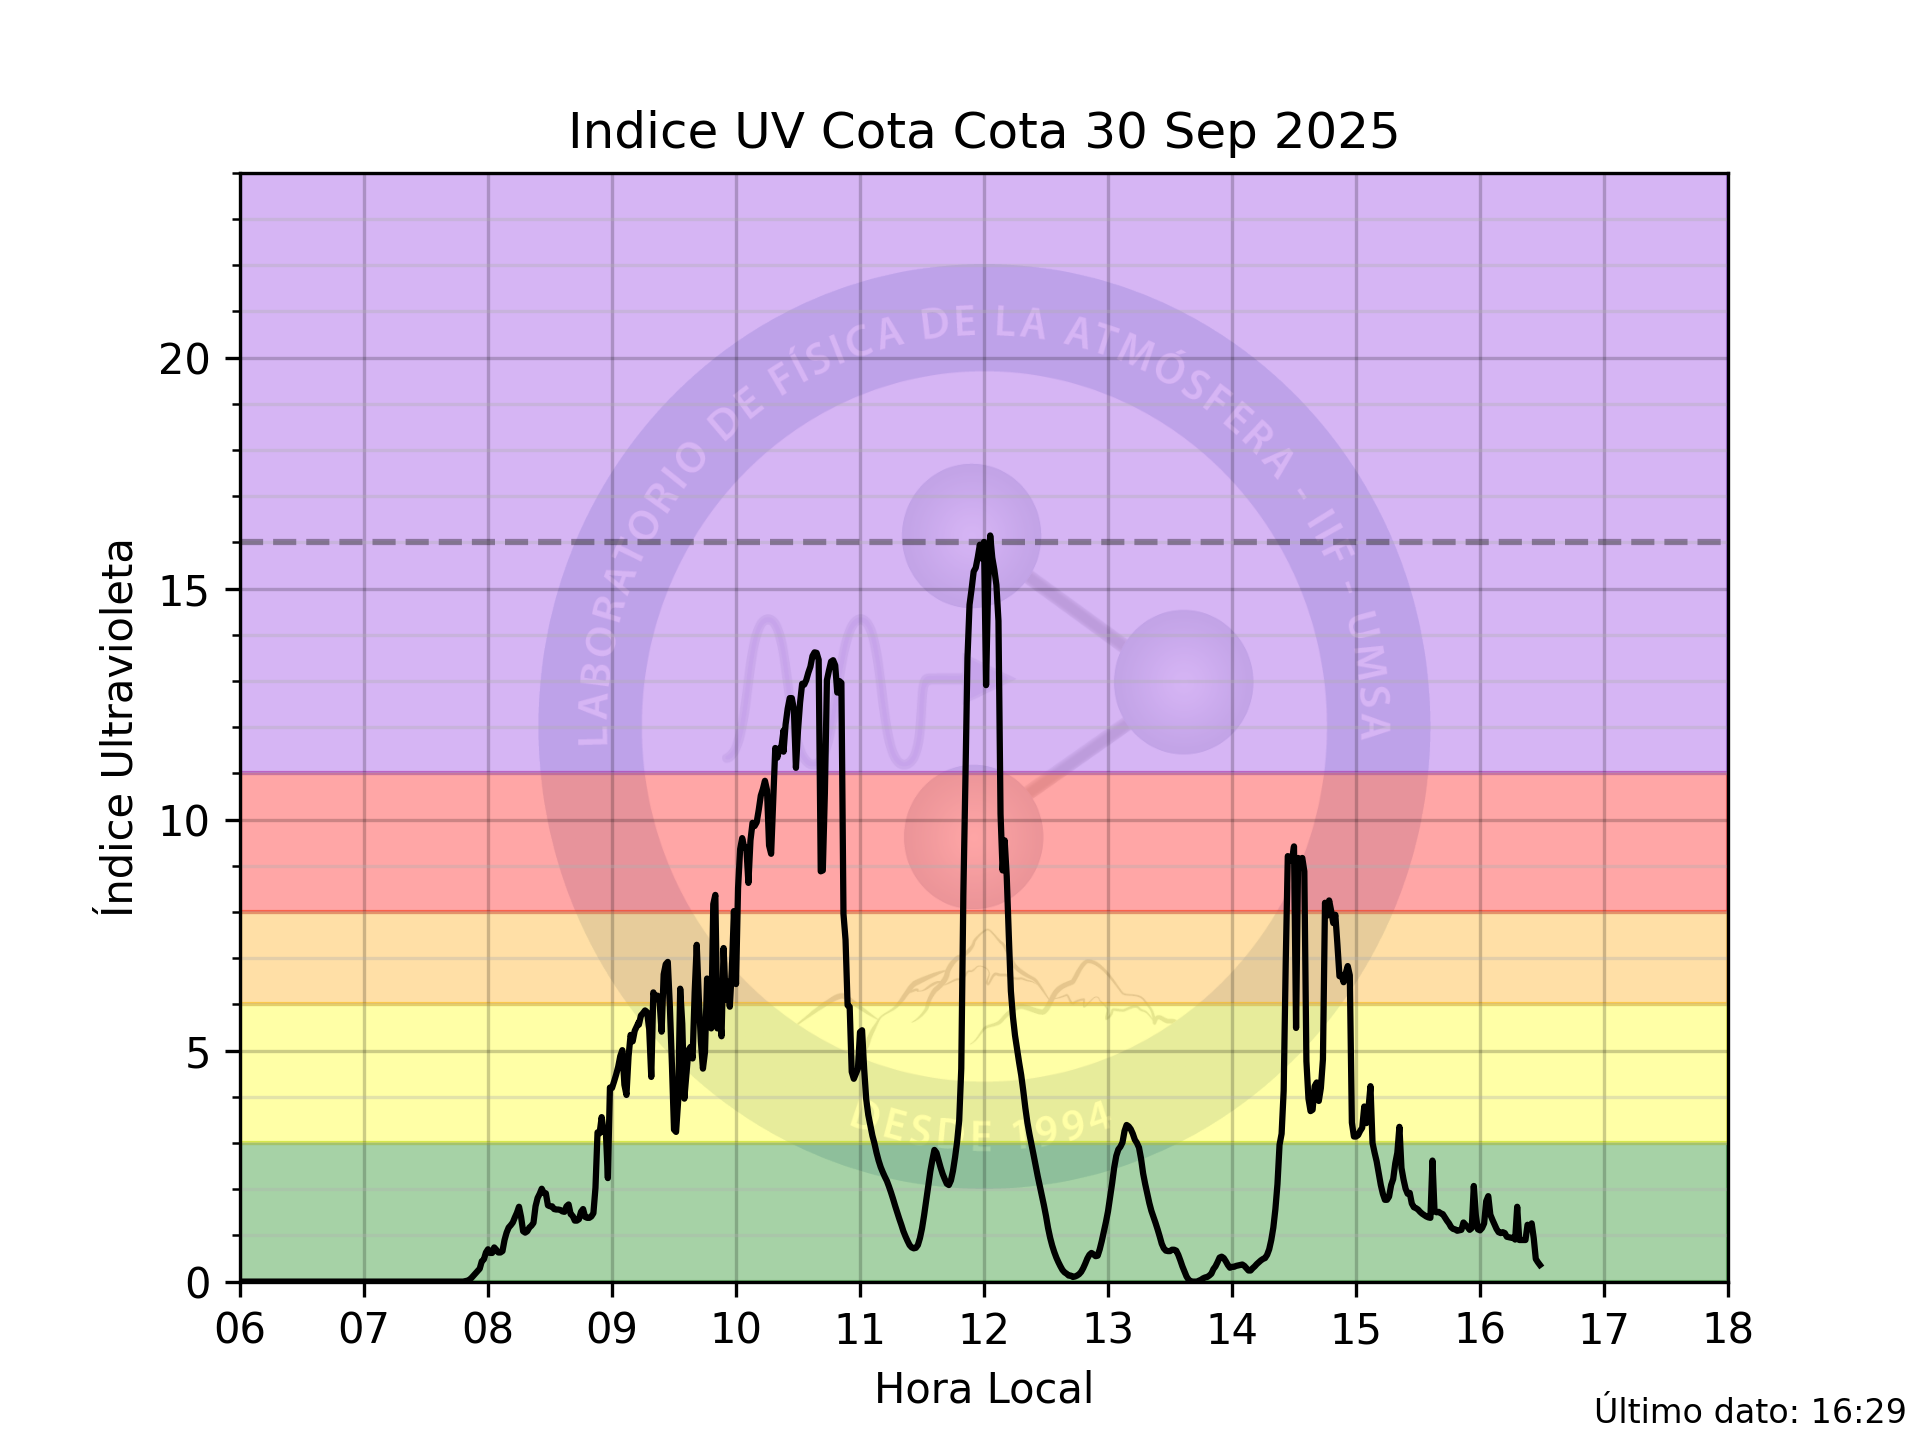 Indice UV Cota Cota 30 Sep 2025
LABORATORIO DE FÍSICA DE LA ATMÓSFERA - IIF - UMSA
DESDE 1994
Índice Ultravioleta
20
15
10
5
0
06 07 08 09 10 11 12 13 14 15 16 17 18
Hora Local
Último dato: 16:29